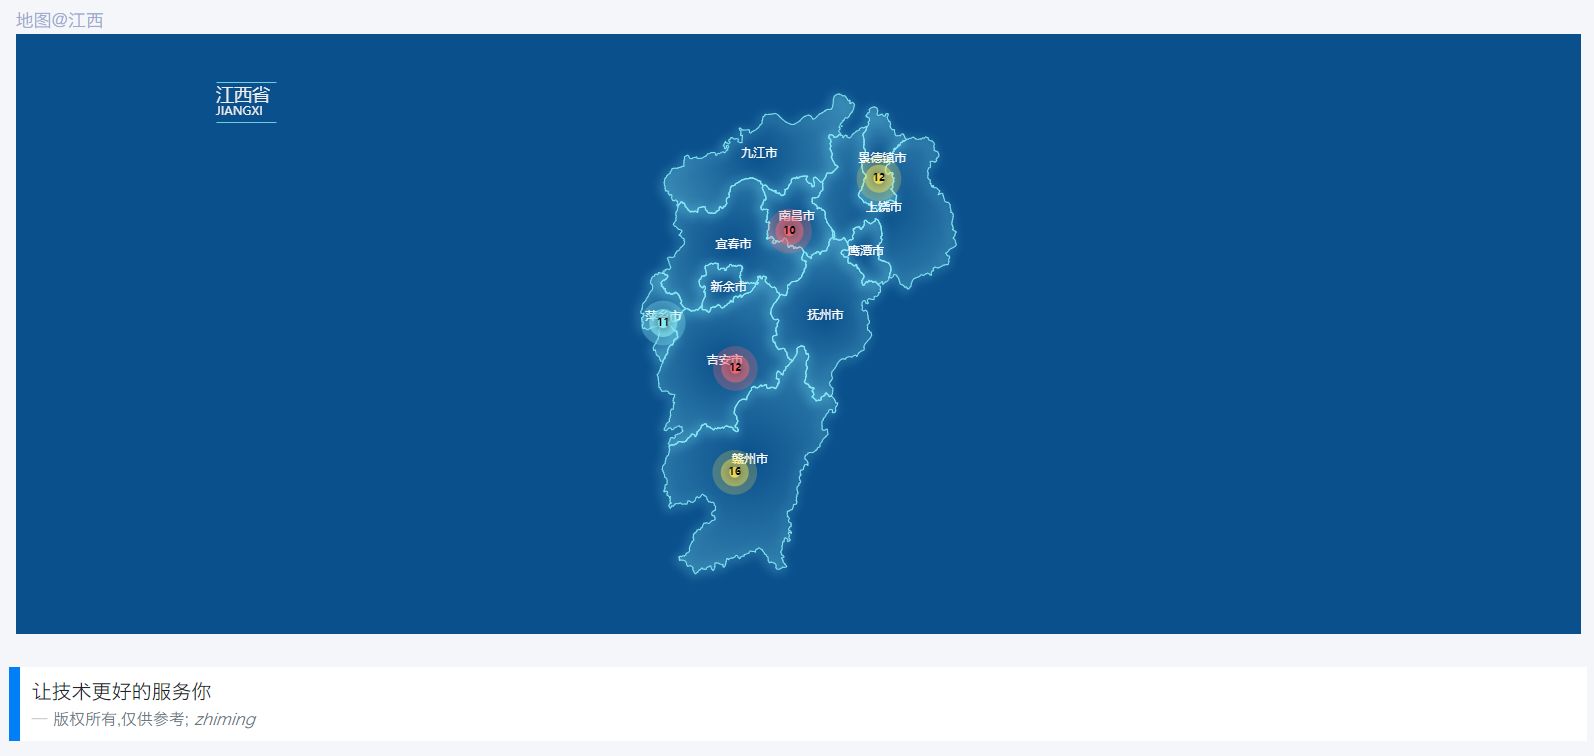 地图@江西
江西省
JIANGXI
九江市
景德镇市
12
上饶市
南昌市
10
宜春市
鹰潭市
新余市
萍乡市
11
抚州市
吉安市
12
赣州市
16
让技术更好的服务你
— 版权所有,仅供参考; zhiming